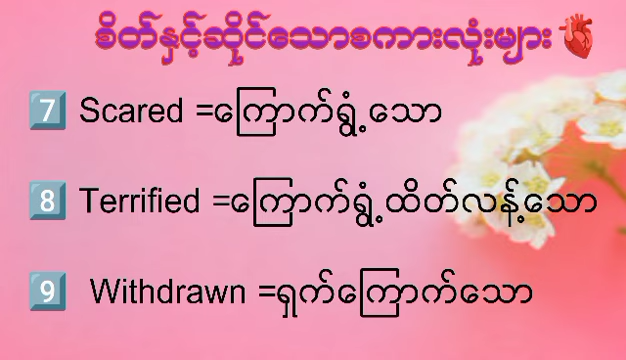 စိတ်နှင့်ဆိုင်သောစကားလုံးများ 🫀
7️⃣ Scared =ကြောက်ရွံ့သော
8️⃣ Terrified =ကြောက်ရွံ့ထိတ်လန့်သော
9️⃣ Withdrawn =ရှက်ကြောက်သော